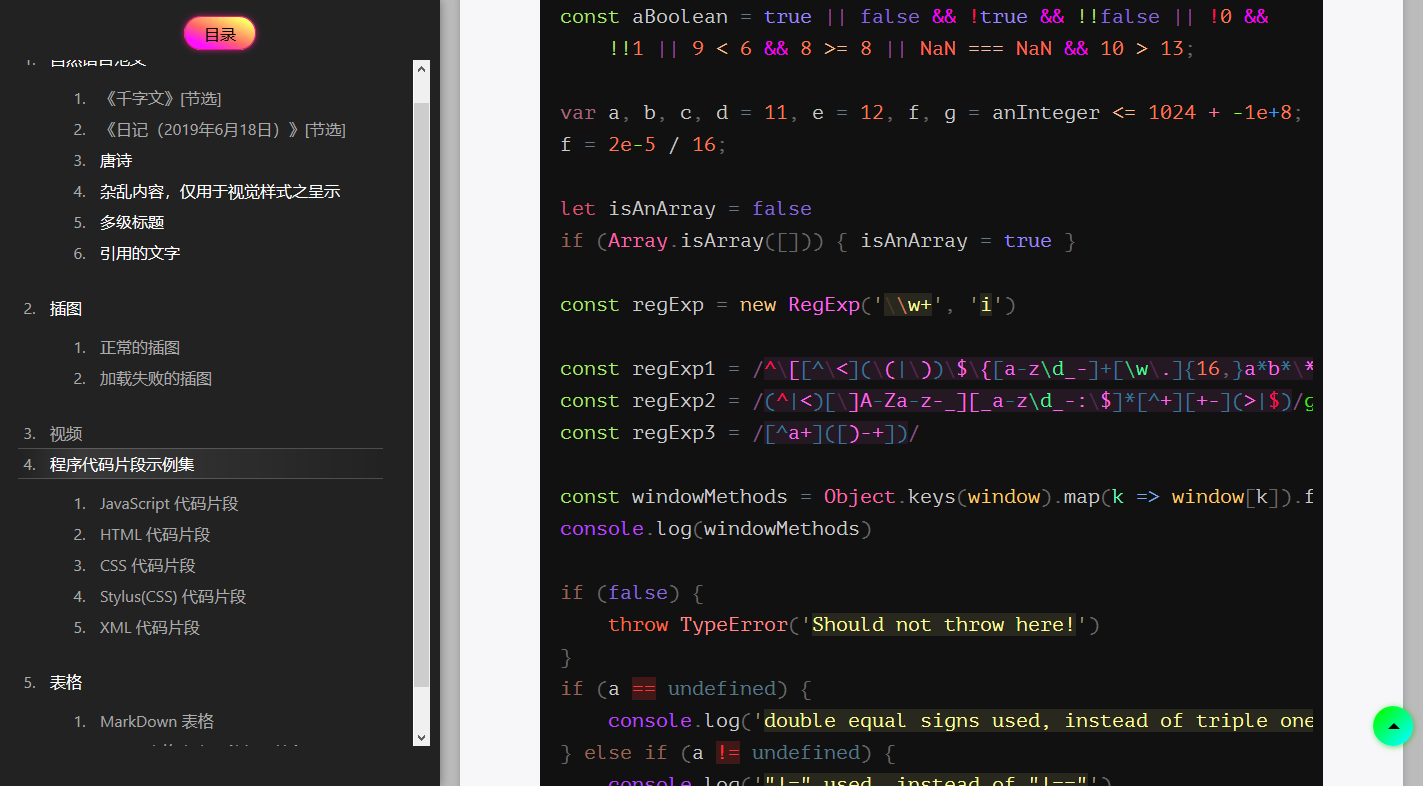 目录
1. 自然语言范文
1. 《千字文》[节选]
2. 《日记（2019年6月18日）》[节选]
3. 唐诗
4. 杂乱内容，仅用于视觉样式之呈示
5. 多级标题
6. 引用的文字
2. 插图
1. 正常的插图
2. 加载失败的插图
3. 视频
4. 程序代码片段示例集
1. JavaScript 代码片段
2. HTML 代码片段
3. CSS 代码片段
4. Stylus(CSS) 代码片段
5. XML 代码片段
5. 表格
1. MarkDown 表格
const aBoolean = true || false && !true && !!false || !0 &&
    !!1 || 9 < 6 && 8 >= 8 || NaN === NaN && 10 > 13;
var a, b, c, d = 11, e = 12, f, g = anInteger <= 1024 + -1e+8;
f = 2e-5 / 16;
let isAnArray = false
if (Array.isArray([])) { isAnArray = true }
const regExp = new RegExp('\\w+', 'i')
const regExp1 = /^\[[^\<](\(|\))\$\{[a-z\d_-]+[\w\.]{16,}a*b*\*
const regExp2 = /(^|<)[\]A-Za-z-_][_a-z\d_-:\$]*[^+][+-](>|$)/g
const regExp3 = /[^a+]([)-+])/
const windowMethods = Object.keys(window).map(k => window[k]).f
console.log(windowMethods)
if (false) {
    throw TypeError('Should not throw here!')
}
if (a == undefined) {
    console.log('double equal signs used, instead of triple one
} else if (a != undefined) {
    console.log('"!=" used, instead of "!=="')